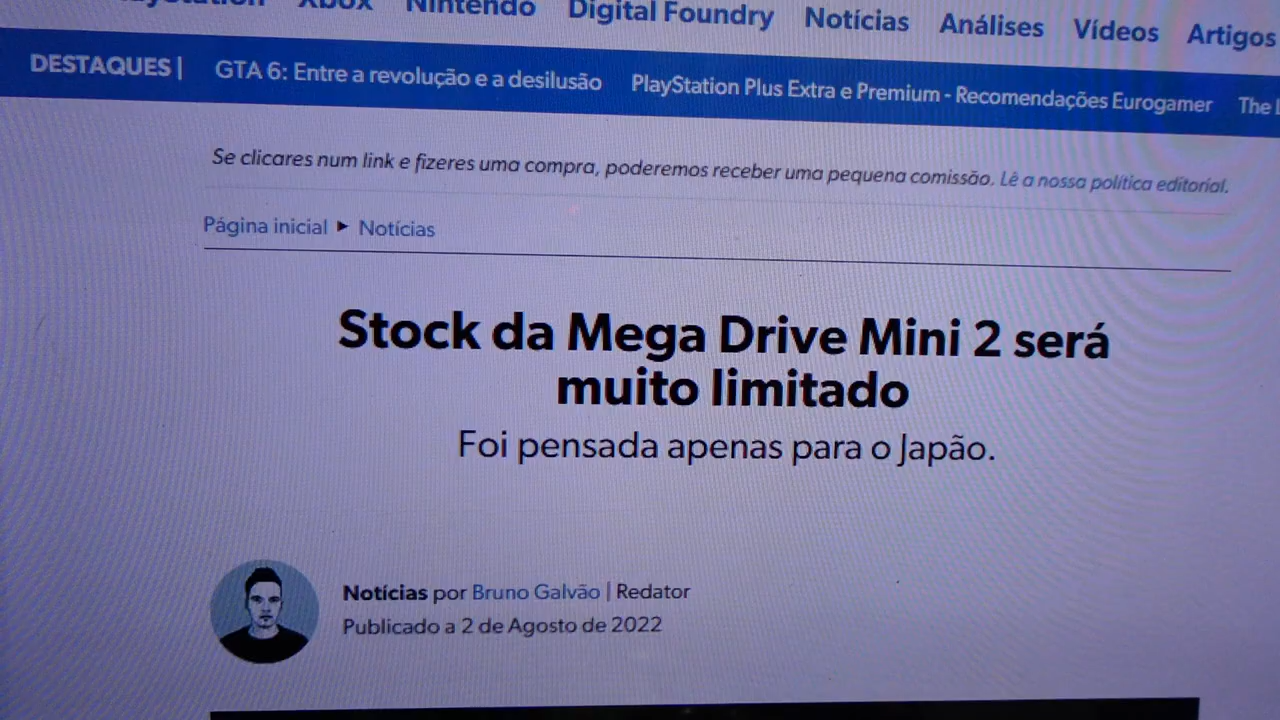 Xbox Nintendo Digital Foundry Notícias Análises Vídeos Artigos
DESTAQUES | GTA 6: Entre a revolução e a desilusão PlayStation Plus Extra e Premium - Recomendações Eurogamer The
Se clicares num link e fizeres uma compra, poderemos receber uma pequena comissão. Lê a nossa política editorial.
Página inicial ▶ Notícias
Stock da Mega Drive Mini 2 será
muito limitado
Foi pensada apenas para o Japão.
Notícias por Bruno Galvão | Redator
Publicado a 2 de Agosto de 2022